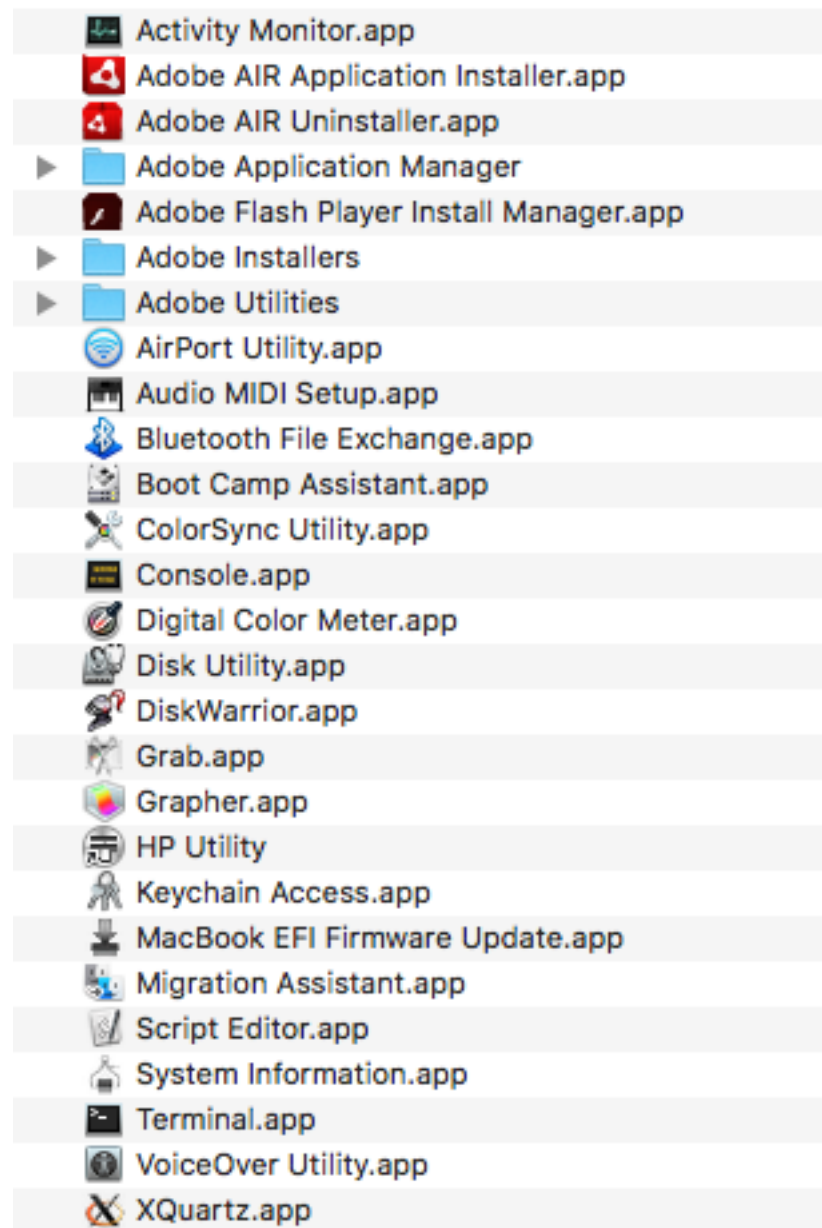 Activity Monitor.app
Adobe AIR Application Installer.app
Adobe AIR Uninstaller.app
Adobe Application Manager
Adobe Flash Player Install Manager.app
Adobe Installers
Adobe Utilities
AirPort Utility.app
Audio MIDI Setup.app
Bluetooth File Exchange.app
Boot Camp Assistant.app
ColorSync Utility.app
Console.app
Digital Color Meter.app
Disk Utility.app
DiskWarrior.app
Grab.app
Grapher.app
HP Utility
Keychain Access.app
MacBook EFI Firmware Update.app
Migration Assistant.app
Script Editor.app
System Information.app
Terminal.app
VoiceOver Utility.app
XQuartz.app